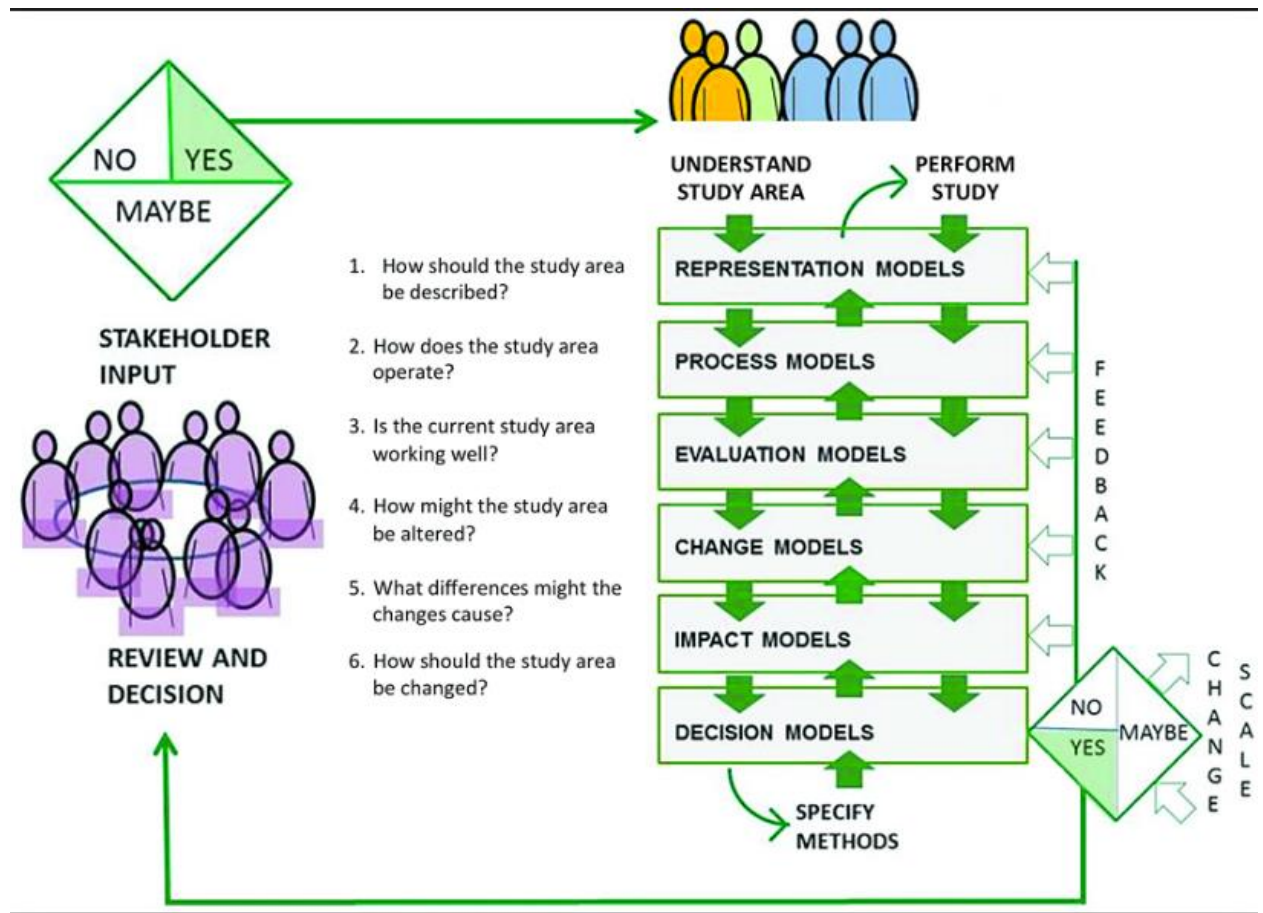 NO
YES
MAYBE
STAKEHOLDER
INPUT
REVIEW AND
DECISION
1. How should the study area
be described?
2. How does the study area
operate?
3. Is the current study area
working well?
4. How might the study area
be altered?
5. What differences might the
changes cause?
6. How should the study area
be changed?
UNDERSTAND
STUDY AREA
PERFORM
STUDY
REPRESENTATION MODELS
PROCESS MODELS
EVALUATION MODELS
CHANGE MODELS
IMPACT MODELS
DECISION MODELS
SPECIFY
METHODS
FEEDBACK
NO
YES
MAYBE
CHANGE
SCALE